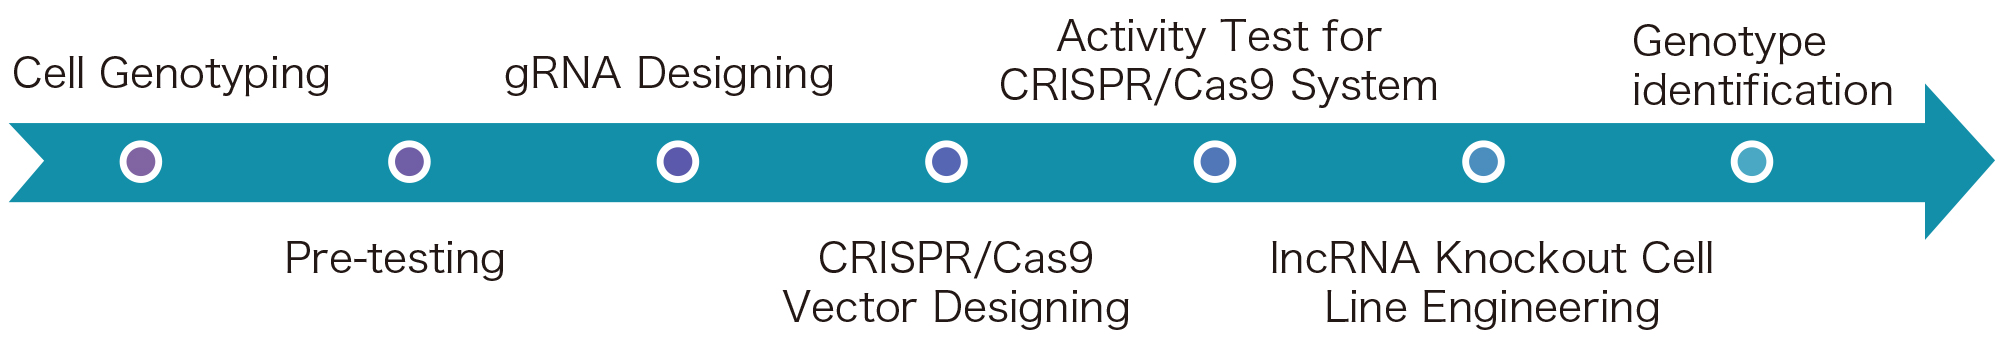 Cell Genotyping
Pre-testing
gRNA Designing
CRISPR/Cas9
Vector Designing
Activity Test for
CRISPR/Cas9 System
lncRNA Knockout Cell
Line Engineering
Genotype
identification